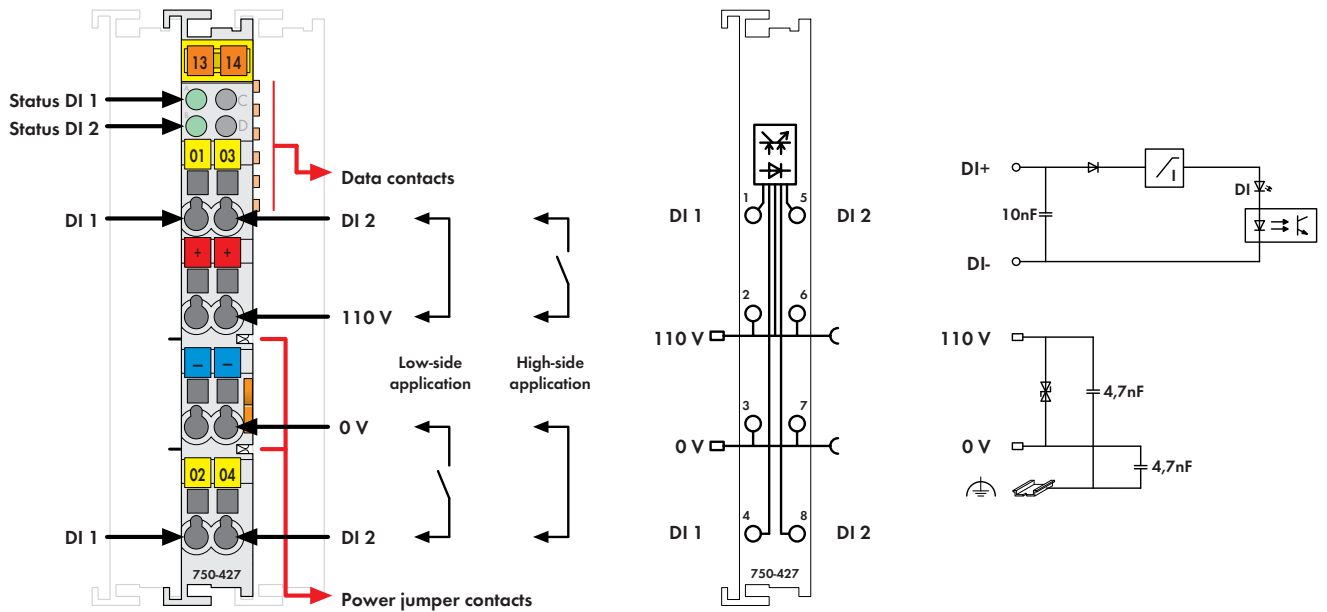 13 14
A C
Status DI 1
Status DI 2
D
01 03
Data contacts
DI 1
DI 2
+ +
110 V
Low-side
application
High-side
application
– –
0 V
02 04
DI 1
DI 2
750-427
Power jumper contacts
1 5
DI 1
DI 2
2 6
110 V
3 7
0 V
4 8
DI 1
DI 2
750-427
DI+
I
DI
10nF
DI-
110 V
4,7nF
0 V
4,7nF